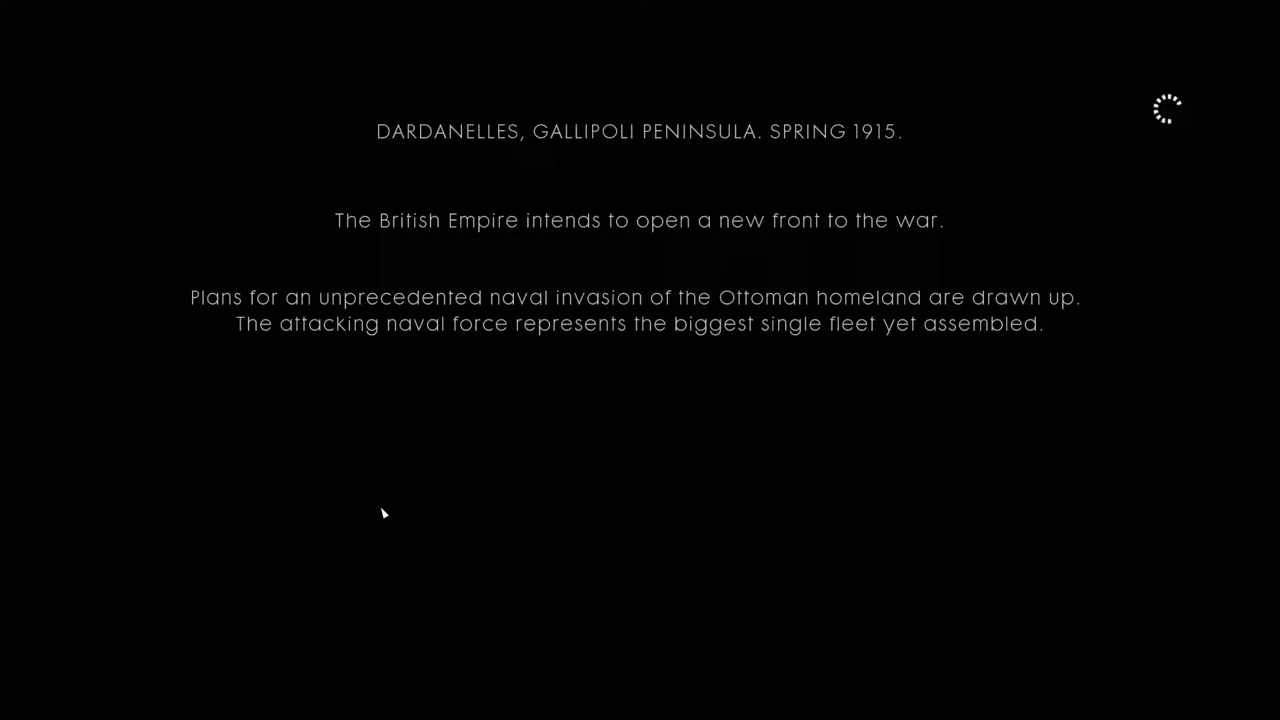 DARDANELLES, GALLIPOLI PENINSULA. SPRING 1915.
The British Empire intends to open a new front to the war.
Plans for an unprecedented naval invasion of the Ottoman homeland are drawn up.
The attacking naval force represents the biggest single fleet yet assembled.